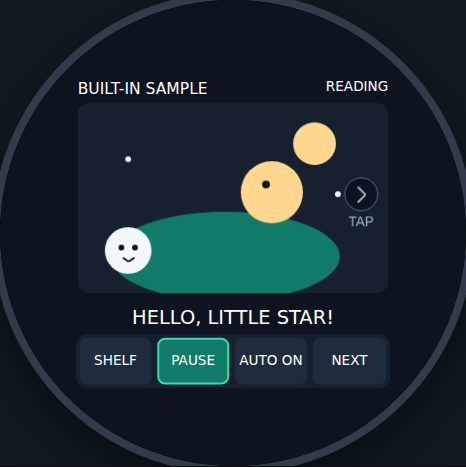 BUILT-IN SAMPLE
READING
TAP
HELLO, LITTLE STAR!
SHELF
PAUSE
AUTO ON
NEXT